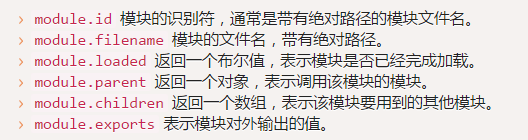 › module.id 模块的识别符，通常是带有绝对路径的模块文件名。
› module.filename 模块的文件名，带有绝对路径。
› module.loaded 返回一个布尔值，表示模块是否已经完成加载。
› module.parent 返回一个对象，表示调用该模块的模块。
› module.children 返回一个数组，表示该模块要用到的其他模块。
› module.exports 表示模块对外输出的值。